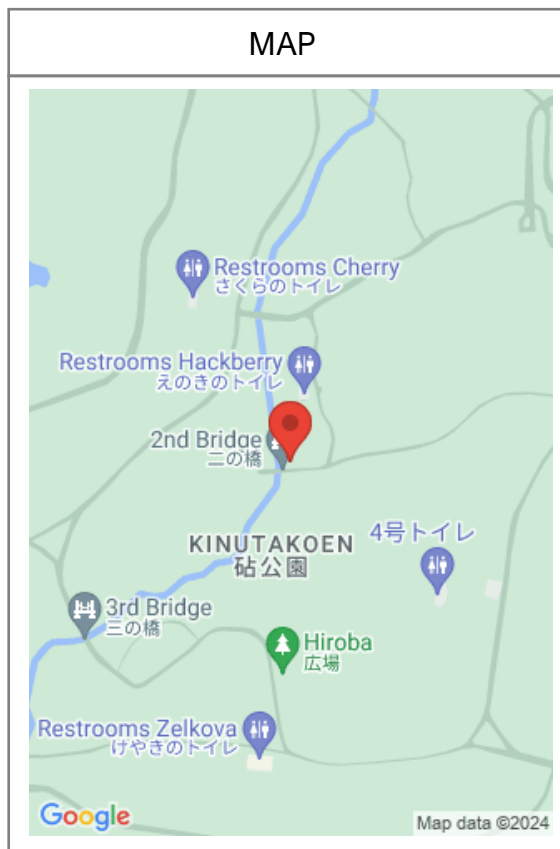 MAP
Restrooms Cherry
さくらのトイレ
Restrooms Hackberry
えのきのトイレ
2nd Bridge
二の橋
KINUTAKOEN
砧公園
4号トイレ
3rd Bridge
三の橋
Hiroba
広場
Restrooms Zelkova
けやきのトイレ
Google
Map data ©2024